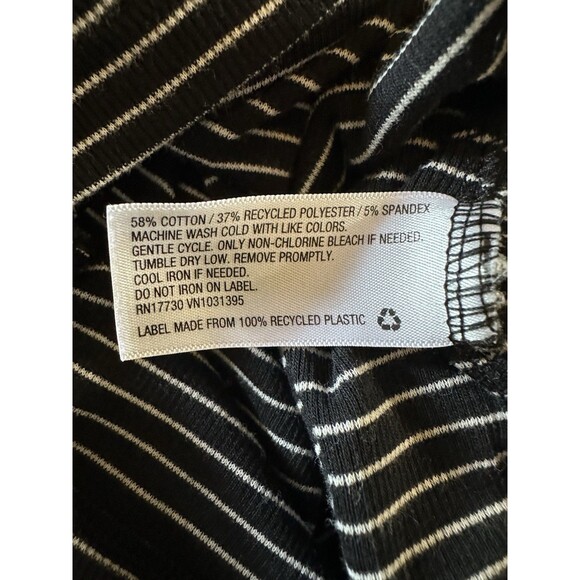 58% COTTON / 37% RECYCLED POLYESTER / 5% SPANDEX
MACHINE WASH COLD WITH LIKE COLORS.
GENTLE CYCLE. ONLY NON-CHLORINE BLEACH IF NEEDED.
TUMBLE DRY LOW. REMOVE PROMPTLY.
COOL IRON IF NEEDED.
DO NOT IRON ON LABEL.
RN17730 VN1031395
LABEL MADE FROM 100% RECYCLED PLASTIC